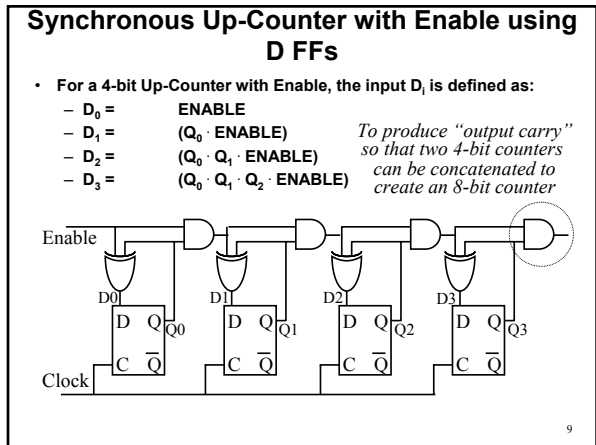 Synchronous Up-Counter with Enable using
D FFs
• For a 4-bit Up-Counter with Enable, the input Di is defined as:
– D0 = ENABLE
– D1 = (Q0 · ENABLE)
– D2 = (Q0 · Q1 · ENABLE)
– D3 = (Q0 · Q1 · Q2 · ENABLE)
To produce “output carry”
so that two 4-bit counters
can be concatenated to
create an 8-bit counter
Enable
D0 D1 D2 D3
D Q Q0 D Q Q1 D Q Q2 D Q Q3
C Q̅ C Q̅ C Q̅ C Q̅
Clock
9